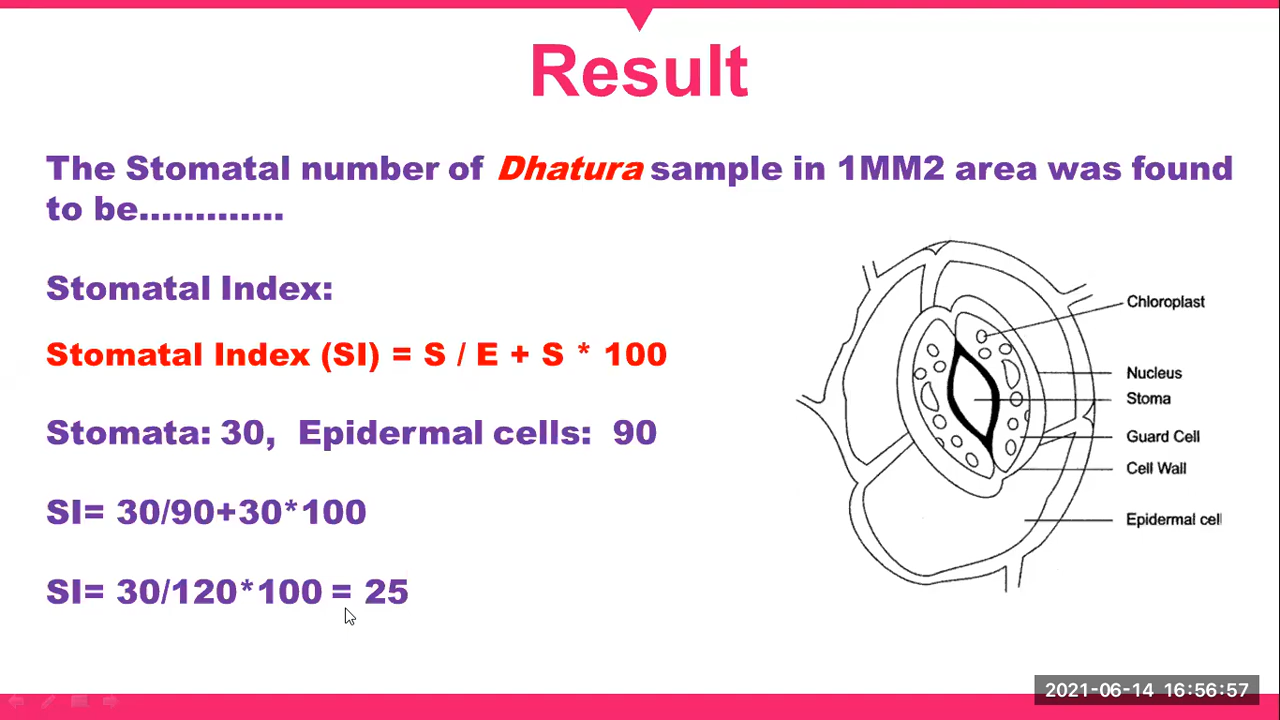 Result
The Stomatal number of Dhatura sample in 1MM2 area was found
to be.............
Stomatal Index:
Stomatal Index (SI) = S / E + S * 100
Stomata: 30, Epidermal cells: 90
SI= 30/90+30*100
SI= 30/120*100 = 25
Chloroplast
Nucleus
Stoma
Guard Cell
Cell Wall
Epidermal cell
2021-06-14 16:56:57